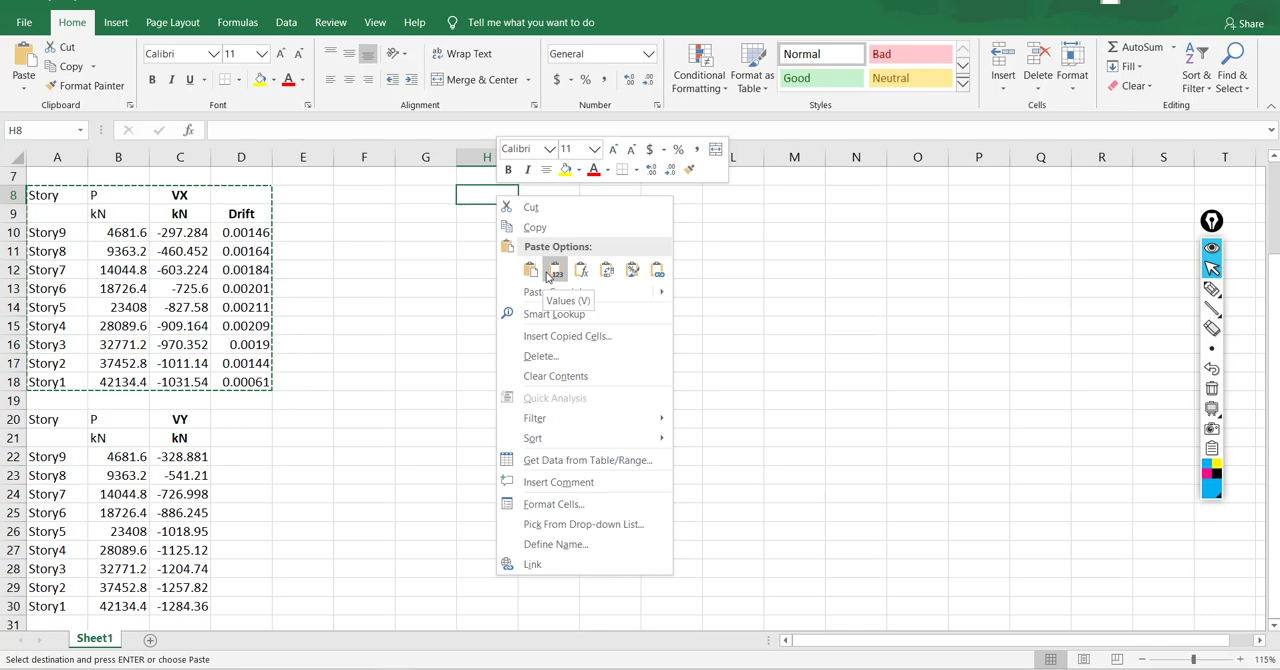 File Home Insert Page Layout Formulas Data Review View Help Tell me what you want to do Share
Paste Cut Copy Format Painter Clipboard
Calibri 11 B I U A Font
Wrap Text Merge & Center Alignment
General $ % , Number
Conditional Formatting Format as Table Normal Bad Good Neutral Styles
Insert Delete Format Cells
AutoSum Fill Clear Sort & Filter Find & Select Editing
H8 fx
A B C D E F G H L M N O P Q R S T
7
8 Story P VX
9 kN kN Drift
10 Story9 4681.6 -297.284 0.00146
11 Story8 9363.2 -460.452 0.00164
12 Story7 14044.8 -603.224 0.00184
13 Story6 18726.4 -725.6 0.00201
14 Story5 23408 -827.58 0.00211
15 Story4 28089.6 -909.164 0.00209
16 Story3 32771.2 -970.352 0.0019
17 Story2 37452.8 -1011.14 0.00144
18 Story1 42134.4 -1031.54 0.00061
19
20 Story P VY
21 kN kN
22 Story9 4681.6 -328.881
23 Story8 9363.2 -541.21
24 Story7 14044.8 -726.998
25 Story6 18726.4 -886.245
26 Story5 23408 -1018.95
27 Story4 28089.6 -1125.12
28 Story3 32771.2 -1204.74
29 Story2 37452.8 -1257.82
30 Story1 42134.4 -1284.36
31
Calibri 11 A A $ % ,
B I A
Cut
Copy
Paste Options:
123 fx %
Values (V)
Smart Lookup
Insert Copied Cells...
Delete...
Clear Contents
Quick Analysis
Filter
Sort
Get Data from Table/Range...
Insert Comment
Format Cells...
Pick From Drop-down List...
Define Name...
Link
Sheet1
Select destination and press ENTER or choose Paste
115%